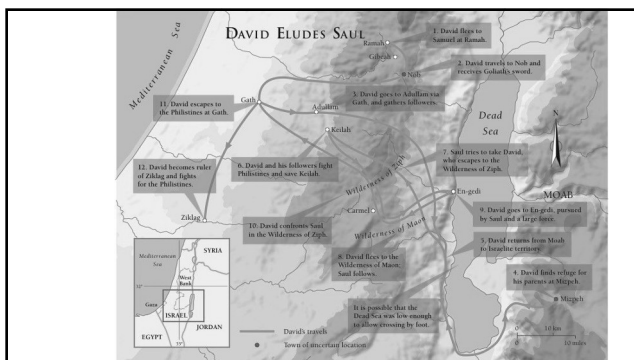 DAVID ELUDES SAUL
Mediterranean Sea
1. David flees to
Samuel at Ramah.
Ramah
Gibeah
Nob
2. David travels to Nob and
receives Goliath's sword.
3. David goes to Adullam via
Gath, and gathers followers.
11. David escapes to
the Philistines at Gath.
Gath
Adullam
Keilah
Dead
Sea
N
12. David becomes ruler
of Ziklag and fights
for the Philistines.
6. David and his followers fight
Philistines and save Keilah.
7. Saul tries to take David,
who escapes to the
Wilderness of Ziph.
Wilderness of Ziph
En-gedi
MOAB
Ziklag
Carmel
10. David confronts Saul
in the Wilderness of Ziph.
Wilderness of Maon
9. David goes to En-gedi, pursued
by Saul and a large force.
5. David returns from Moab
to Israelite territory.
8. David flees to the
Wilderness of Maon;
Saul follows.
4. David finds refuge for
his parents at Mizpeh.
Mizpeh
It is possible that the
Dead Sea was low enough
to allow crossing by foot.
Mediterranean
Sea
SYRIA
West
Bank
Gaza
ISRAEL
JORDAN
EGYPT
David's travels
Town of uncertain location
0 10 km
0 10 miles